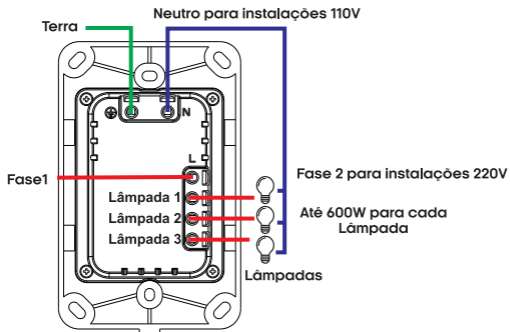 Neutro para instalações 110V
Terra
N
L
Fase1
Fase 2 para instalações 220V
Lâmpada 1
Lâmpada 2
Lâmpada 3
Até 600W para cada
Lâmpada
Lâmpadas